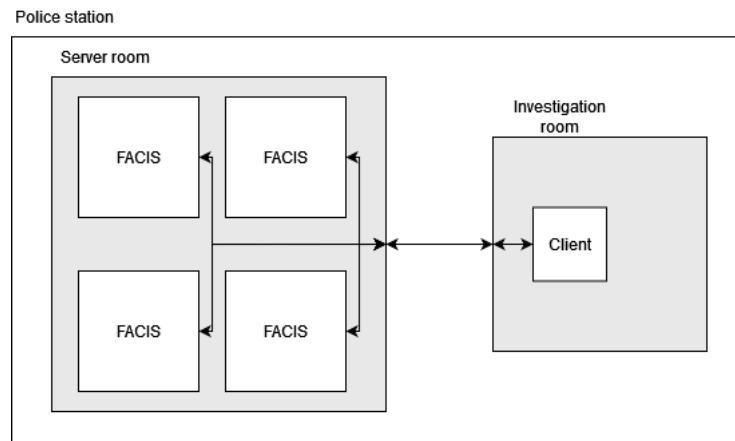 Police station
Server room
FACIS
FACIS
Investigation
room
Client
FACIS
FACIS